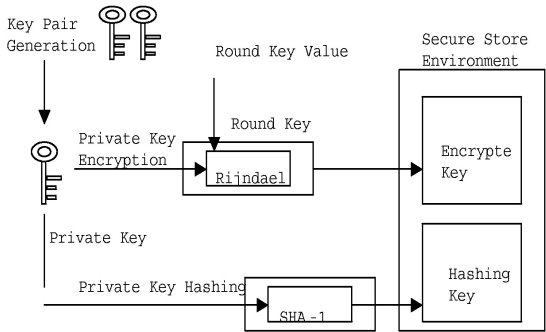 Key Pair
Generation
Round Key Value
Secure Store
Environment
Round Key
Private Key
Encryption
Rijndael
Encrypte
Key
Private Key
Private Key Hashing
SHA-1
Hashing
Key